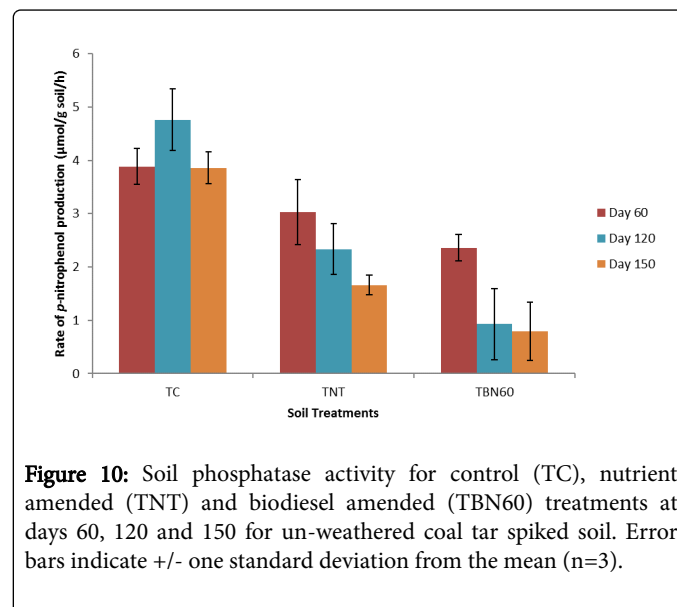 6
5
4
3
2
1
0
Rate of p-nitrophenol production (µmol/g soil/h)
TC
TNT
TBN60
Soil Treatments
Day 60
Day 120
Day 150
Figure 10: Soil phosphatase activity for control (TC), nutrient
amended (TNT) and biodiesel amended (TBN60) treatments at
days 60, 120 and 150 for un-weathered coal tar spiked soil. Error
bars indicate +/- one standard deviation from the mean (n=3).